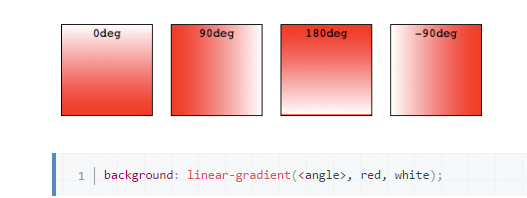 0deg 90deg 180deg -90deg
1 background: linear-gradient(<angle>, red, white);